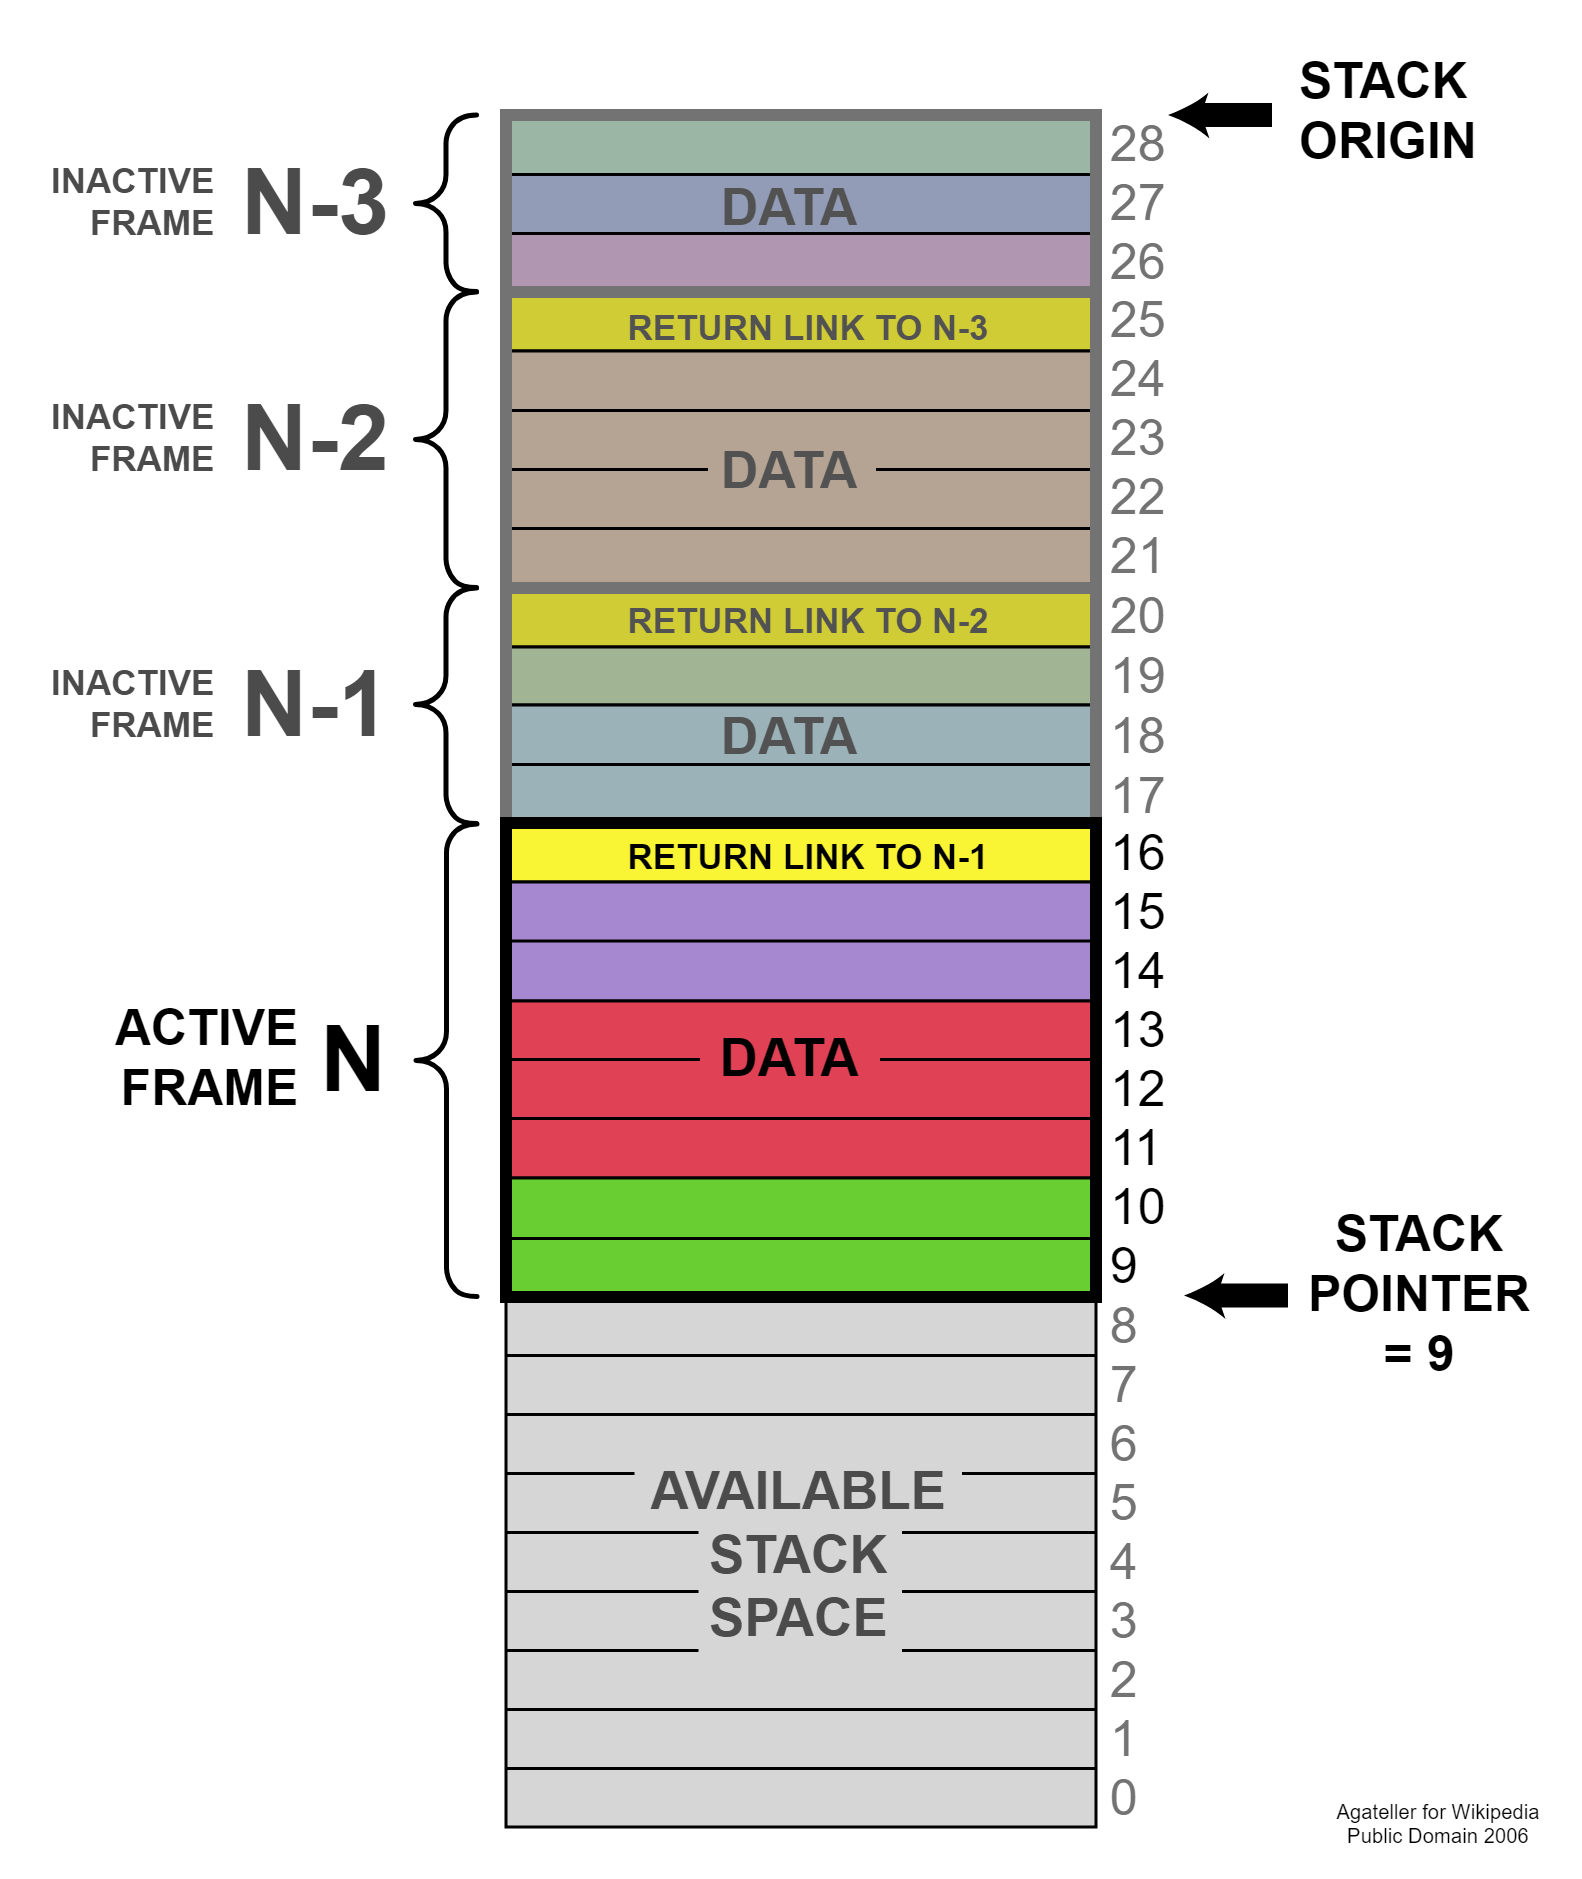 STACK
ORIGIN
28
INACTIVE
FRAME
N-3
DATA
27
26
RETURN LINK TO N-3
25
24
INACTIVE
FRAME
N-2
23
DATA
22
21
RETURN LINK TO N-2
20
19
INACTIVE
FRAME
N-1
DATA
18
17
RETURN LINK TO N-1
16
15
14
ACTIVE
FRAME
N
13
DATA
12
11
10
9
STACK
POINTER
= 9
8
7
6
AVAILABLE
STACK
SPACE
5
4
3
2
1
0
Agateller for Wikipedia
Public Domain 2006